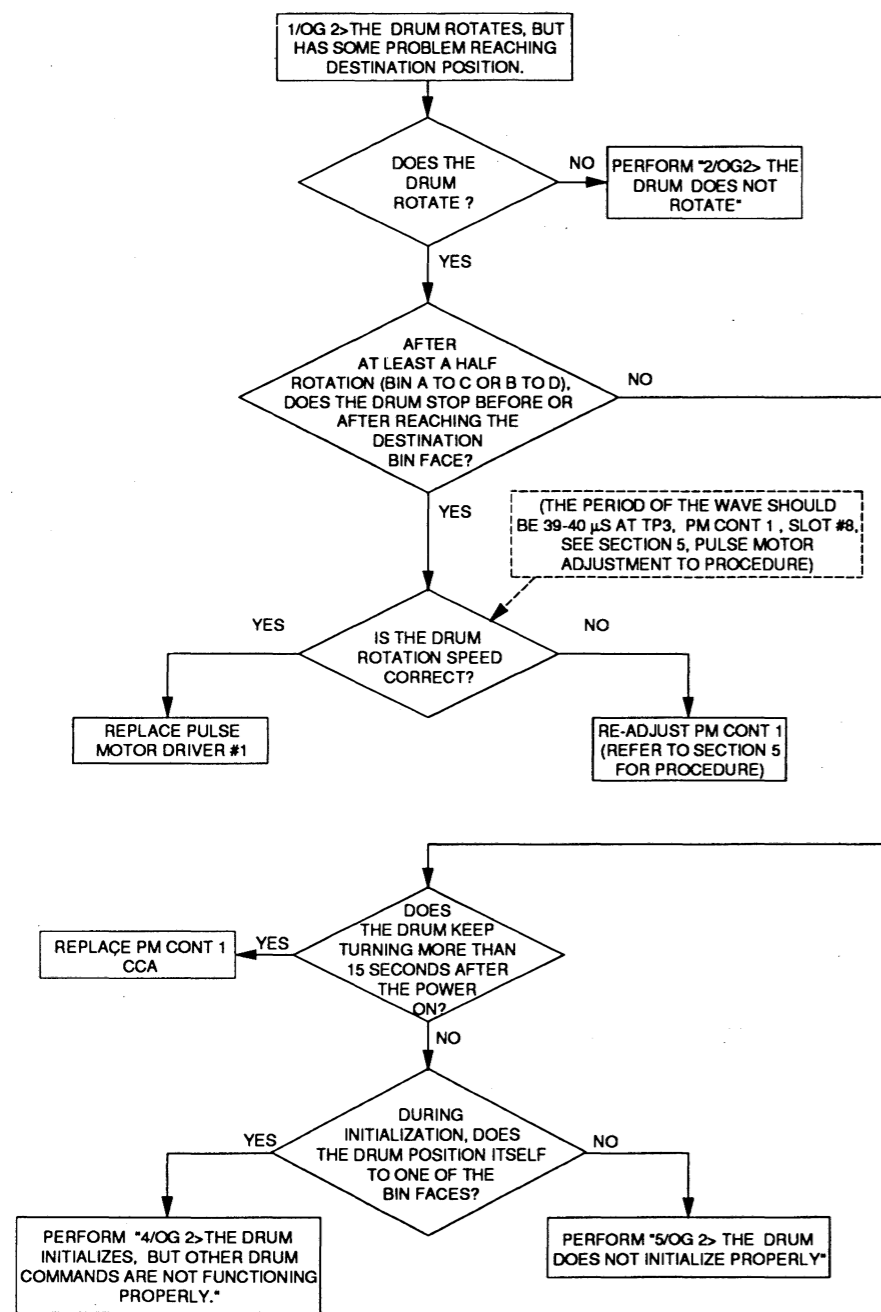 1/OG 2>THE DRUM ROTATES, BUT
HAS SOME PROBLEM REACHING
DESTINATION POSITION.
DOES THE
DRUM
ROTATE ?
NO
PERFORM "2/OG2> THE
DRUM DOES NOT
ROTATE"
YES
AFTER
AT LEAST A HALF
ROTATION (BIN A TO C OR B TO D),
DOES THE DRUM STOP BEFORE OR
AFTER REACHING THE
DESTINATION
BIN FACE?
NO
YES
(THE PERIOD OF THE WAVE SHOULD
BE 39-40 µS AT TP3, PM CONT 1 , SLOT #8,
SEE SECTION 5, PULSE MOTOR
ADJUSTMENT TO PROCEDURE)
YES
IS THE DRUM
ROTATION SPEED
CORRECT?
NO
REPLACE PULSE
MOTOR DRIVER #1
RE-ADJUST PM CONT 1
(REFER TO SECTION 5
FOR PROCEDURE)
DOES
THE DRUM KEEP
TURNING MORE THAN
15 SECONDS AFTER
THE POWER
ON?
YES
REPLACE PM CONT 1
CCA
NO
DURING
INITIALIZATION, DOES
THE DRUM POSITION ITSELF
TO ONE OF THE
BIN FACES?
YES
NO
PERFORM "4/OG 2>THE DRUM
INITIALIZES, BUT OTHER DRUM
COMMANDS ARE NOT FUNCTIONING
PROPERLY."
PERFORM "5/OG 2> THE DRUM
DOES NOT INITIALIZE PROPERLY"